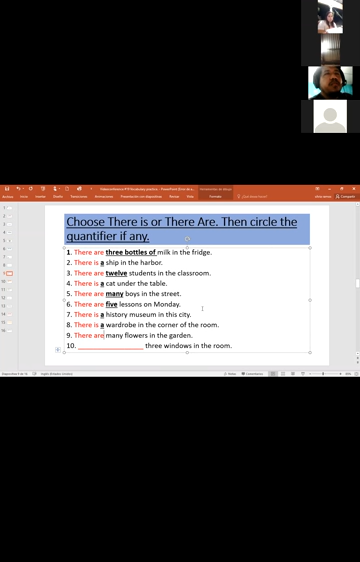 Choose There is or There Are. Then circle the
quantifier if any.
1. There are three bottles of milk in the fridge.
2. There is a ship in the harbor.
3. There are twelve students in the classroom.
4. There is a cat under the table.
5. There are many boys in the street.
6. There are five lessons on Monday.
7. There is a history museum in this city.
8. There is a wardrobe in the corner of the room.
9. There are many flowers in the garden.
10. ____________________ three windows in the room.